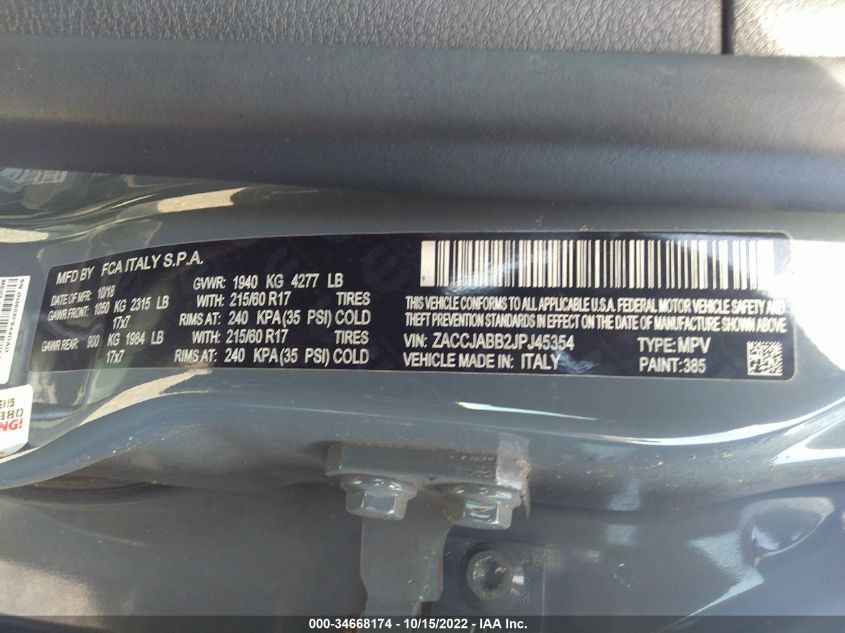 MFD BY FCA ITALY S.P.A.
DATE OF MFR: 10/18 GVWR: 1940 KG 4277 LB
GAWR FRONT: 1050 KG 2315 LB WITH: 215/60 R17 TIRES
17x7 RIMS AT: 240 KPA (35 PSI) COLD
GAWR REAR: 900 KG 1984 LB WITH: 215/60 R17 TIRES
17x7 RIMS AT: 240 KPA (35 PSI) COLD
THIS VEHICLE CONFORMS TO ALL APPLICABLE U.S.A. FEDERAL MOTOR VEHICLE SAFETY AND
THEFT PREVENTION STANDARDS IN EFFECT ON THE DATE OF MANUFACTURE SHOWN ABOVE.
VIN: ZACCJABB2JPJ45354 TYPE: MPV
VEHICLE MADE IN: ITALY PAINT: 385
000-34668174 - 10/15/2022 - IAA Inc.